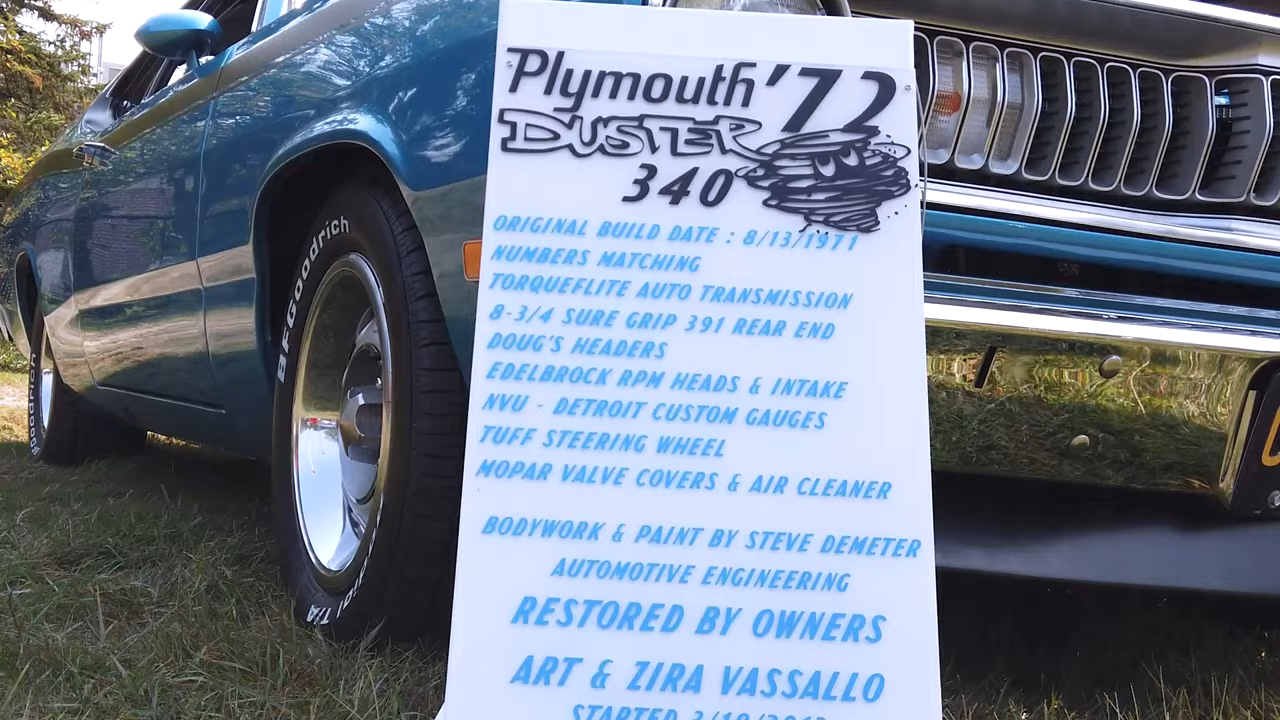 Plymouth '72
DUSTER
340
ORIGINAL BUILD DATE : 8/13/1971
NUMBERS MATCHING
TORQUEFLITE AUTO TRANSMISSION
8-3/4 SURE GRIP 391 REAR END
DOUG'S HEADERS
EDELBROCK RPM HEADS & INTAKE
NVU - DETROIT CUSTOM GAUGES
TUFF STEERING WHEEL
MOPAR VALVE COVERS & AIR CLEANER
BODYWORK & PAINT BY STEVE DEMETER
AUTOMOTIVE ENGINEERING
RESTORED BY OWNERS
ART & ZIRA VASSALLO
STARTED
BFGoodrich
T/A
goodrich